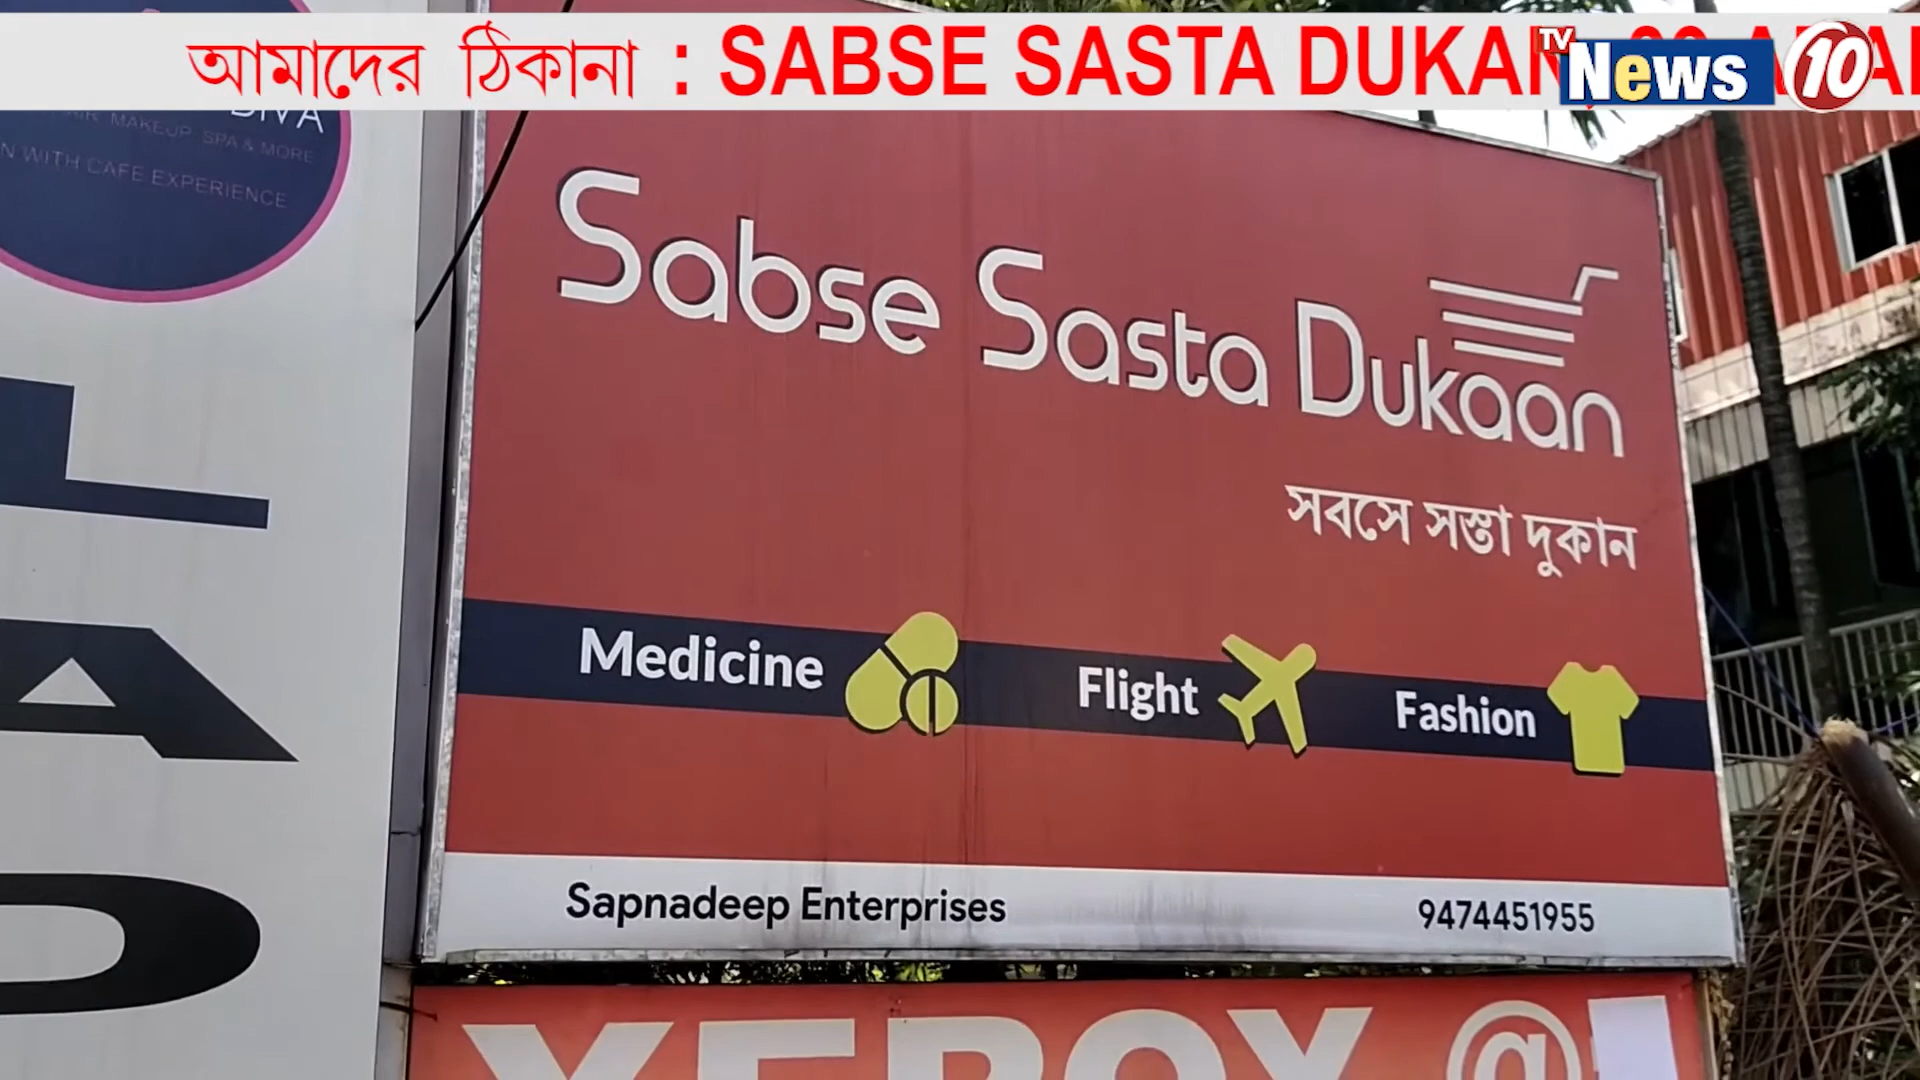 আমাদের ঠিকানা : SABSE SASTA DUKAN,
TV News 10
MAKEUP SPA & MORE
WITH CAFE EXPERIENCE
Sabse Sasta Dukaan
সবসে সস্তা দুকান
Medicine Flight Fashion
Sapnadeep Enterprises 9474451955
XEROX @